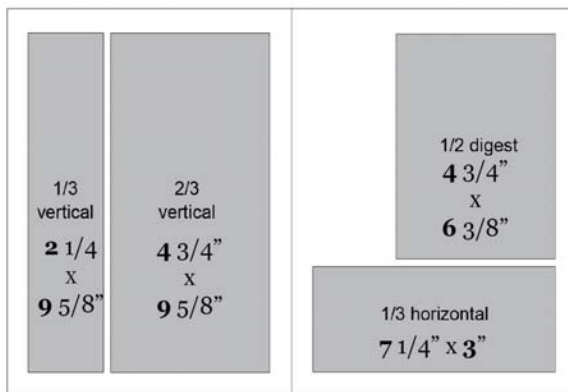 1/3
vertical
2 1/4
x
9 5/8”
2/3
vertical
4 3/4”
x
9 5/8”
1/2 digest
4 3/4”
x
6 3/8”
1/3 horizontal
7 1/4” x 3”